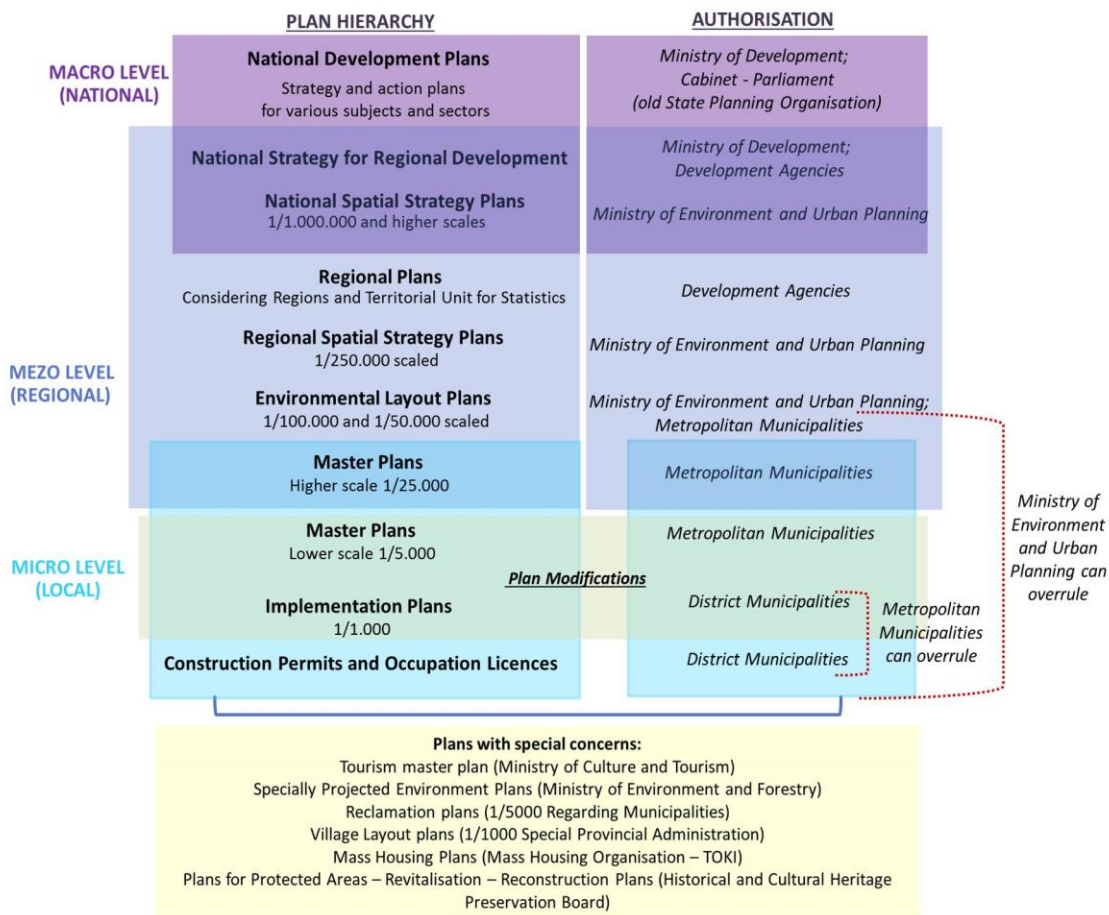 PLAN HIERARCHY
AUTHORISATION
MACRO LEVEL
(NATIONAL)
National Development Plans
Strategy and action plans
for various subjects and sectors
Ministry of Development;
Cabinet - Parliament
(old State Planning Organisation)
National Strategy for Regional Development
Ministry of Development;
Development Agencies
National Spatial Strategy Plans
1/1.000.000 and higher scales
Ministry of Environment and Urban Planning
MEZO LEVEL
(REGIONAL)
Regional Plans
Considering Regions and Territorial Unit for Statistics
Development Agencies
Regional Spatial Strategy Plans
1/250.000 scaled
Ministry of Environment and Urban Planning
Environmental Layout Plans
1/100.000 and 1/50.000 scaled
Ministry of Environment and Urban Planning;
Metropolitan Municipalities
Master Plans
Higher scale 1/25.000
Metropolitan Municipalities
MICRO LEVEL
(LOCAL)
Master Plans
Lower scale 1/5.000
Metropolitan Municipalities
Plan Modifications
Implementation Plans
1/1.000
District Municipalities
Construction Permits and Occupation Licences
District Municipalities
Metropolitan
Municipalities
can overrule
Ministry of
Environment
and Urban
Planning can
overrule
Plans with special concerns:
Tourism master plan (Ministry of Culture and Tourism)
Specially Projected Environment Plans (Ministry of Environment and Forestry)
Reclamation plans (1/5000 Regarding Municipalities)
Village Layout plans (1/1000 Special Provincial Administration)
Mass Housing Plans (Mass Housing Organisation – TOKI)
Plans for Protected Areas – Revitalisation – Reconstruction Plans (Historical and Cultural Heritage
Preservation Board)